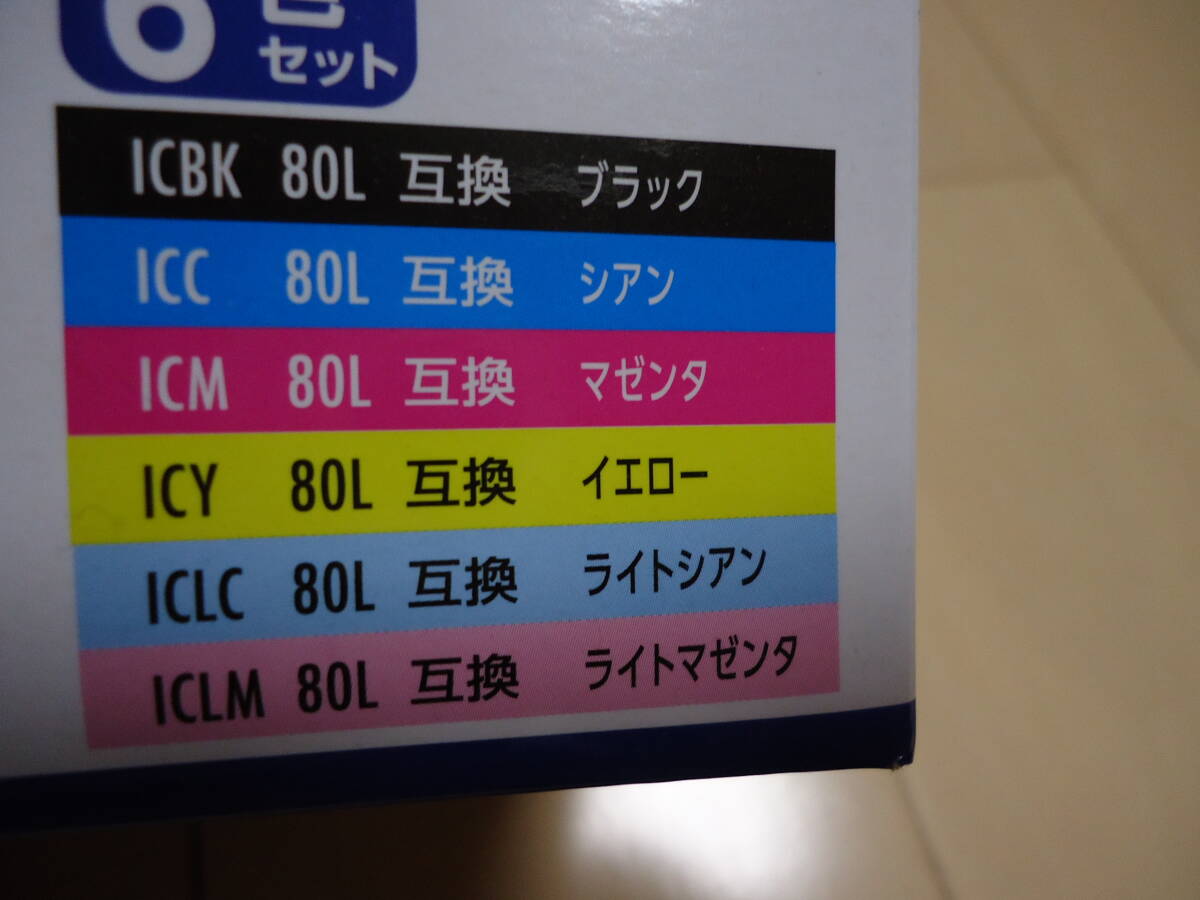 6色
セット
ICBK 80L 互換 ブラック
ICC 80L 互換 シアン
ICM 80L 互換 マゼンタ
ICY 80L 互換 イエロー
ICLC 80L 互換 ライトシアン
ICLM 80L 互換 ライトマゼンタ